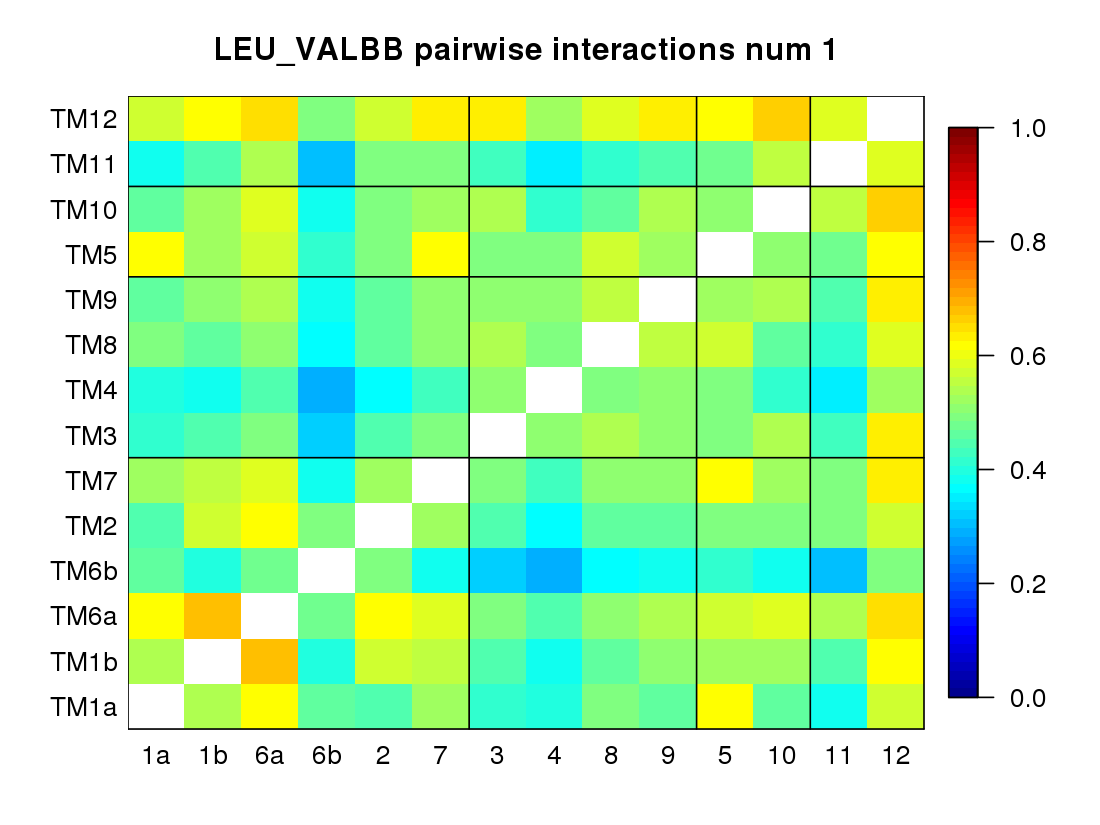 LEU_VALBB pairwise interactions num 1
TM12
TM11
TM10
TM5
TM9
TM8
TM4
TM3
TM7
TM2
TM6b
TM6a
TM1b
TM1a
1a 1b 6a 6b 2 7 3 4 8 9 5 10 11 12
1.0
0.8
0.6
0.4
0.2
0.0